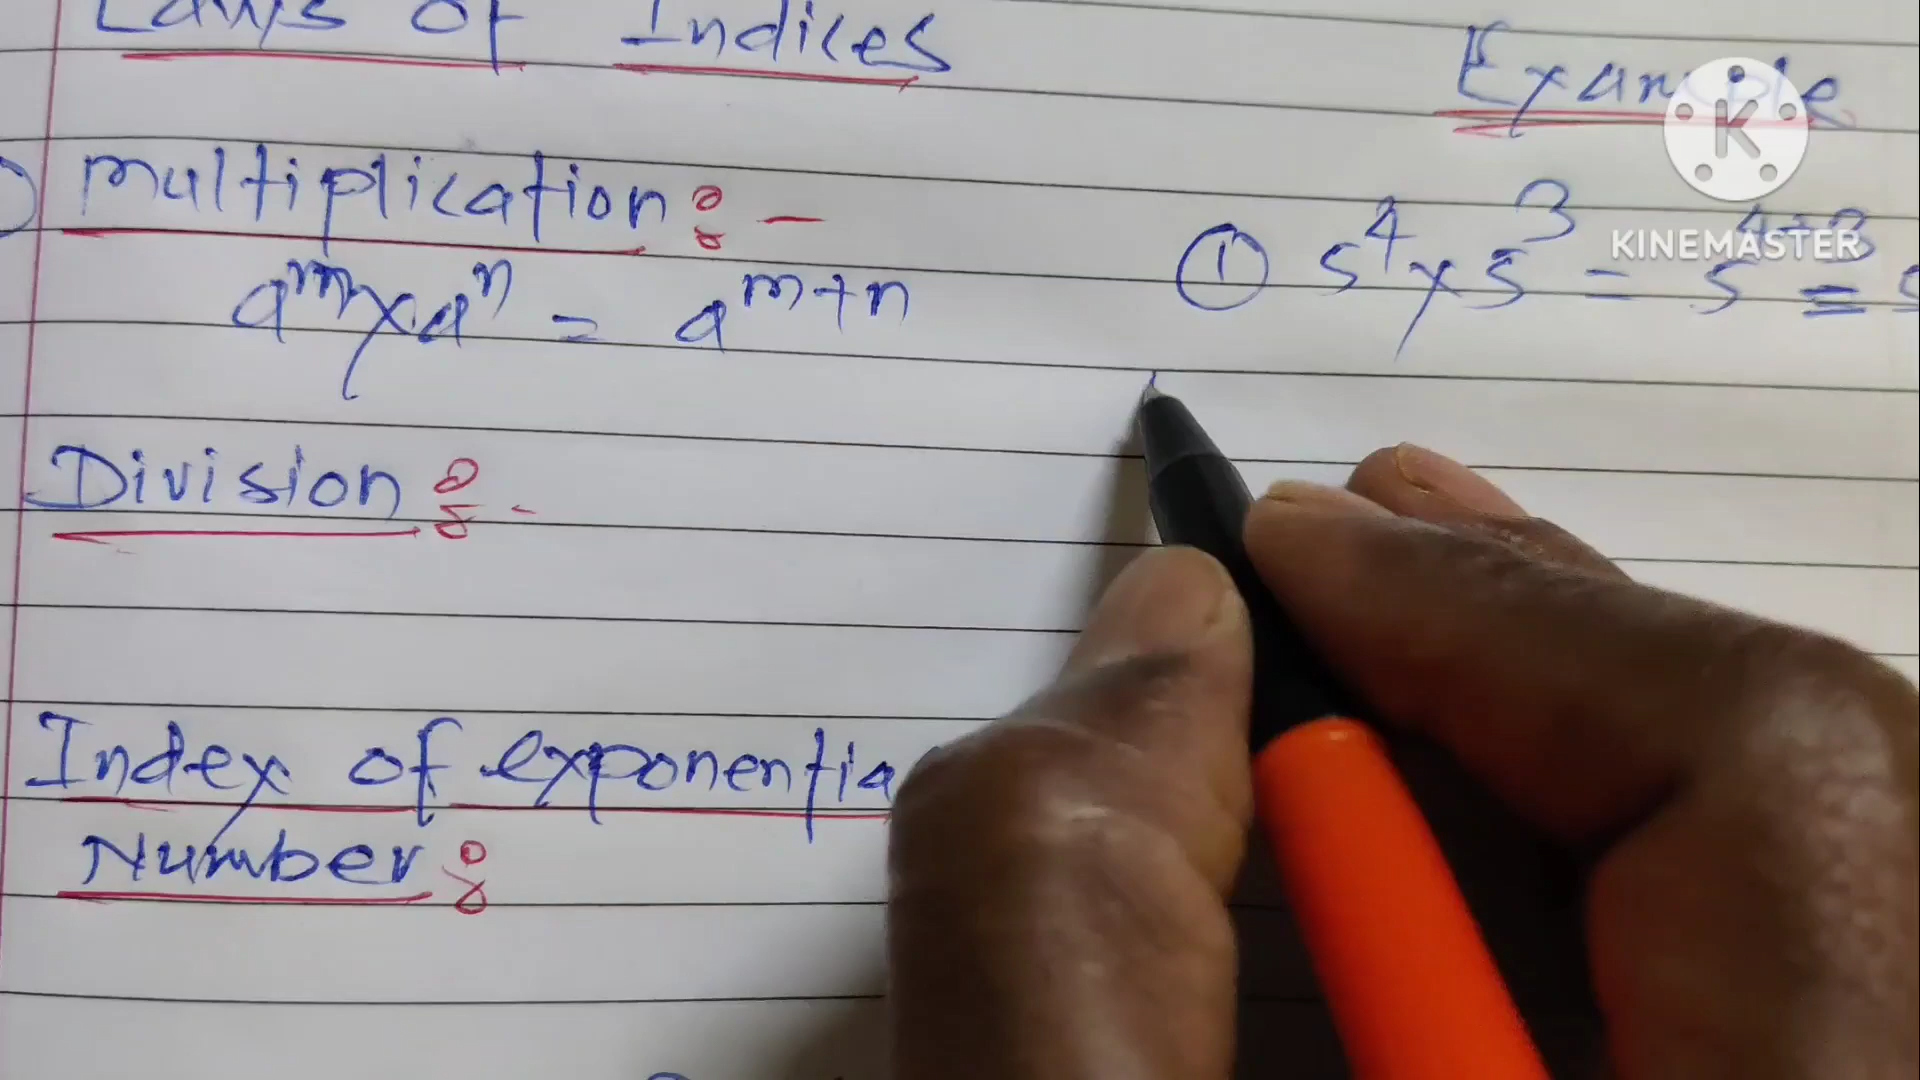 Laws of Indices
Example
Multiplication:-
a^m × a^n = a^m+n
① 5^4 × 5^3 = 5^4+3 = 5
KINEMASTER
Division:-
Index of exponentia
Number: